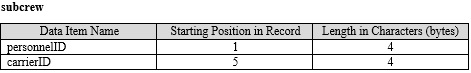 subcrew
Data Item Name Starting Position in Record Length in Characters (bytes)
personnelID 1 4
carrierID 5 4